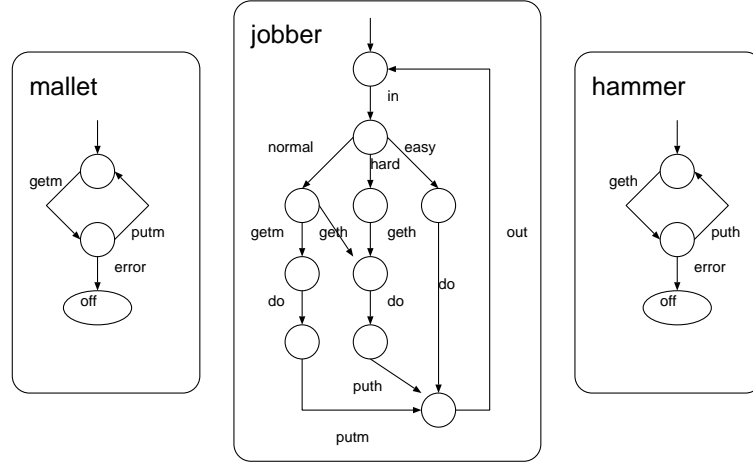 mallet
getm
putm
error
off
jobber
in
normal
easy
hard
getm
geth
geth
out
do
do
do
puth
putm
hammer
geth
puth
error
off